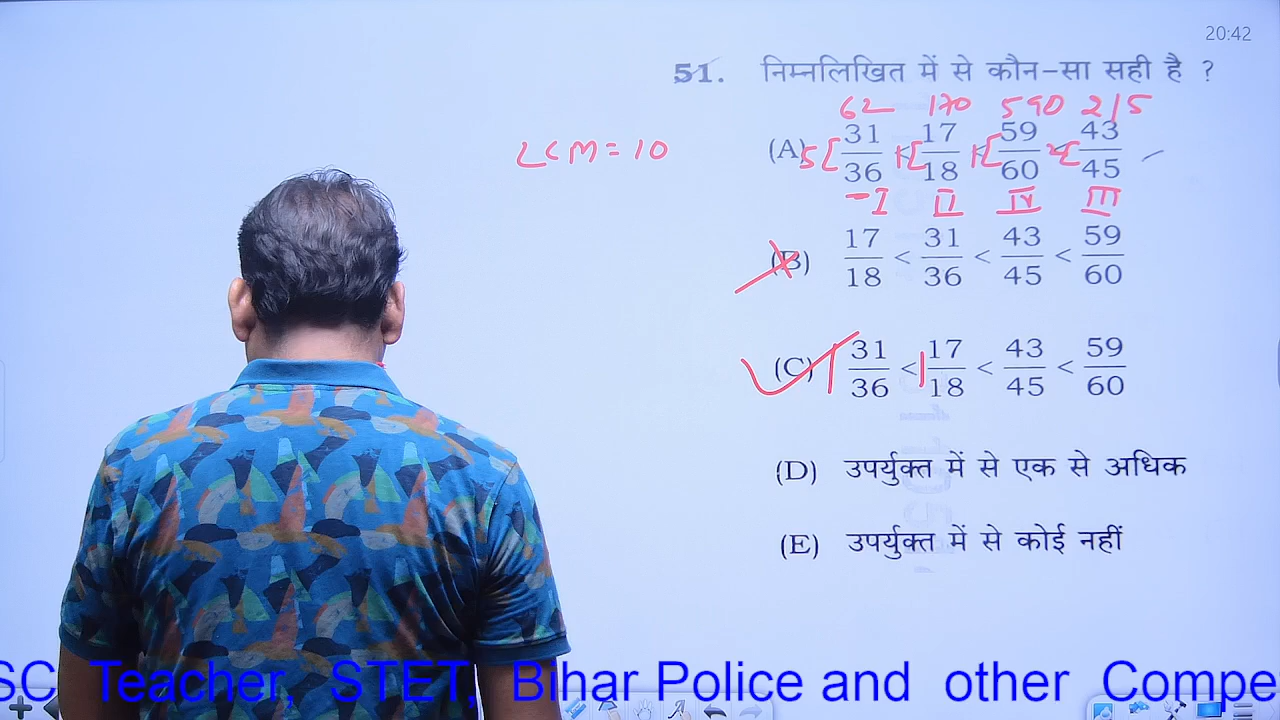 20:42
51. निम्नलिखित में से कौन-सा सही है ?
62 170 590 215
LCM = 10
(A) 31/36 < 17/18 < 59/60 < 43/45
I II IV III
(B) 17/18 < 31/36 < 43/45 < 59/60
(C) 31/36 < 17/18 < 43/45 < 59/60
(D) उपर्युक्त में से एक से अधिक
(E) उपर्युक्त में से कोई नहीं
SC Teacher, STET, Bihar Police and other Compe